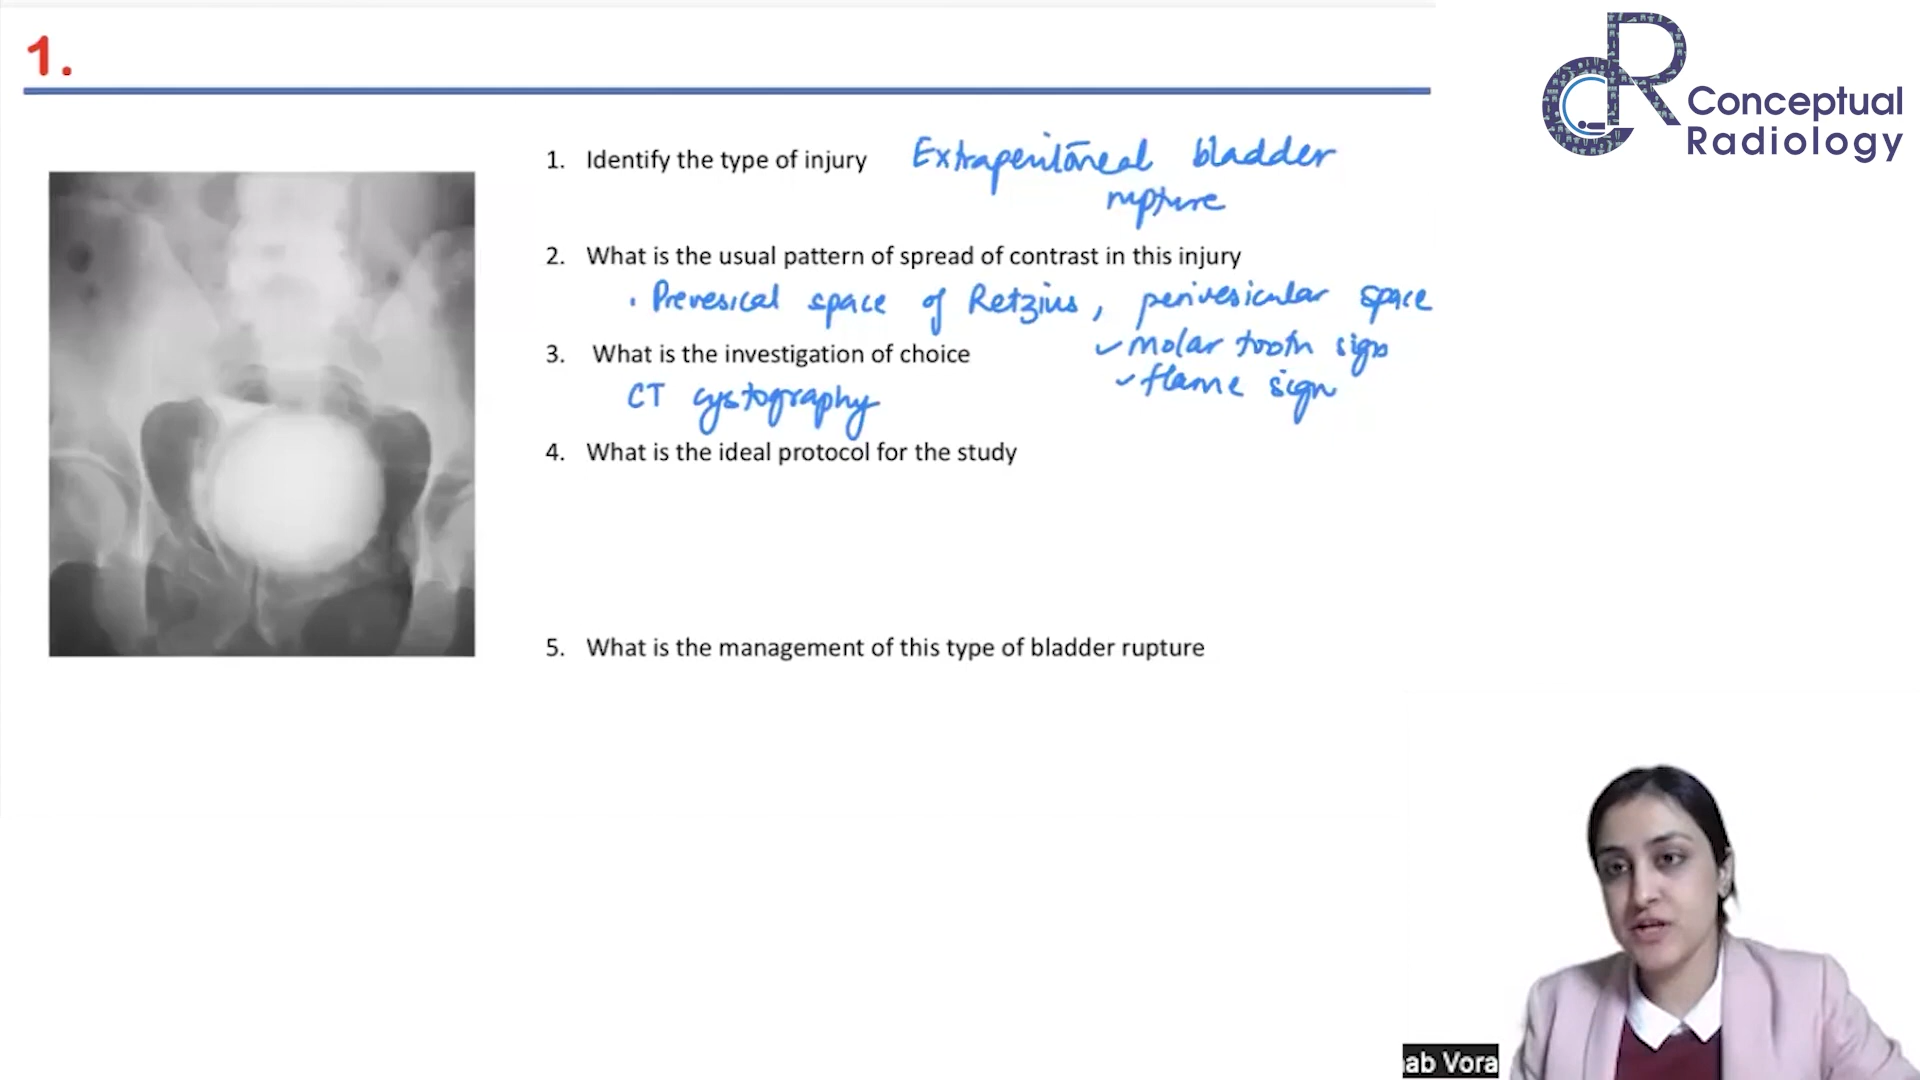 1.
Conceptual
Radiology
1. Identify the type of injury Extraperitoneal bladder
rupture
2. What is the usual pattern of spread of contrast in this injury
• Prevesical space of Retzius, perivesicular space
3. What is the investigation of choice ✓ molar tooth sign
CT cystography ✓ flame sign
4. What is the ideal protocol for the study
5. What is the management of this type of bladder rupture
ab Vora